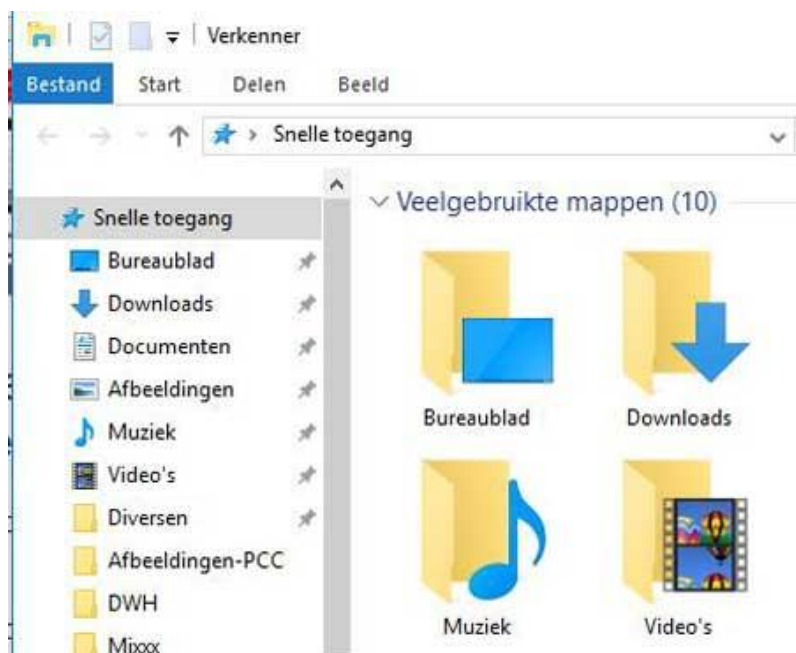 Verkenner
Bestand Start Delen Beeld
Snelle toegang
Snelle toegang
Bureaublad
Downloads
Documenten
Afbeeldingen
Muziek
Video's
Diversen
Afbeeldingen-PCC
DWH
Mixxx
Veelgebruikte mappen (10)
Bureaublad Downloads
Muziek Video's